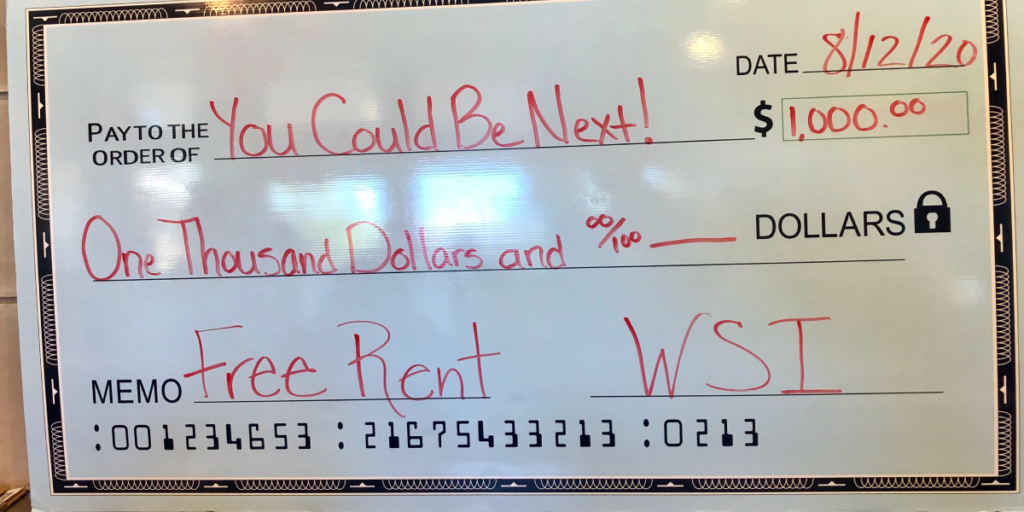 DATE 8/12/20
PAY TO THE ORDER OF You Could Be Next! $ 1,000.00
One Thousand Dollars and 00/100 — DOLLARS
MEMO Free Rent WSI
:001234653 : 21675433213 :0213